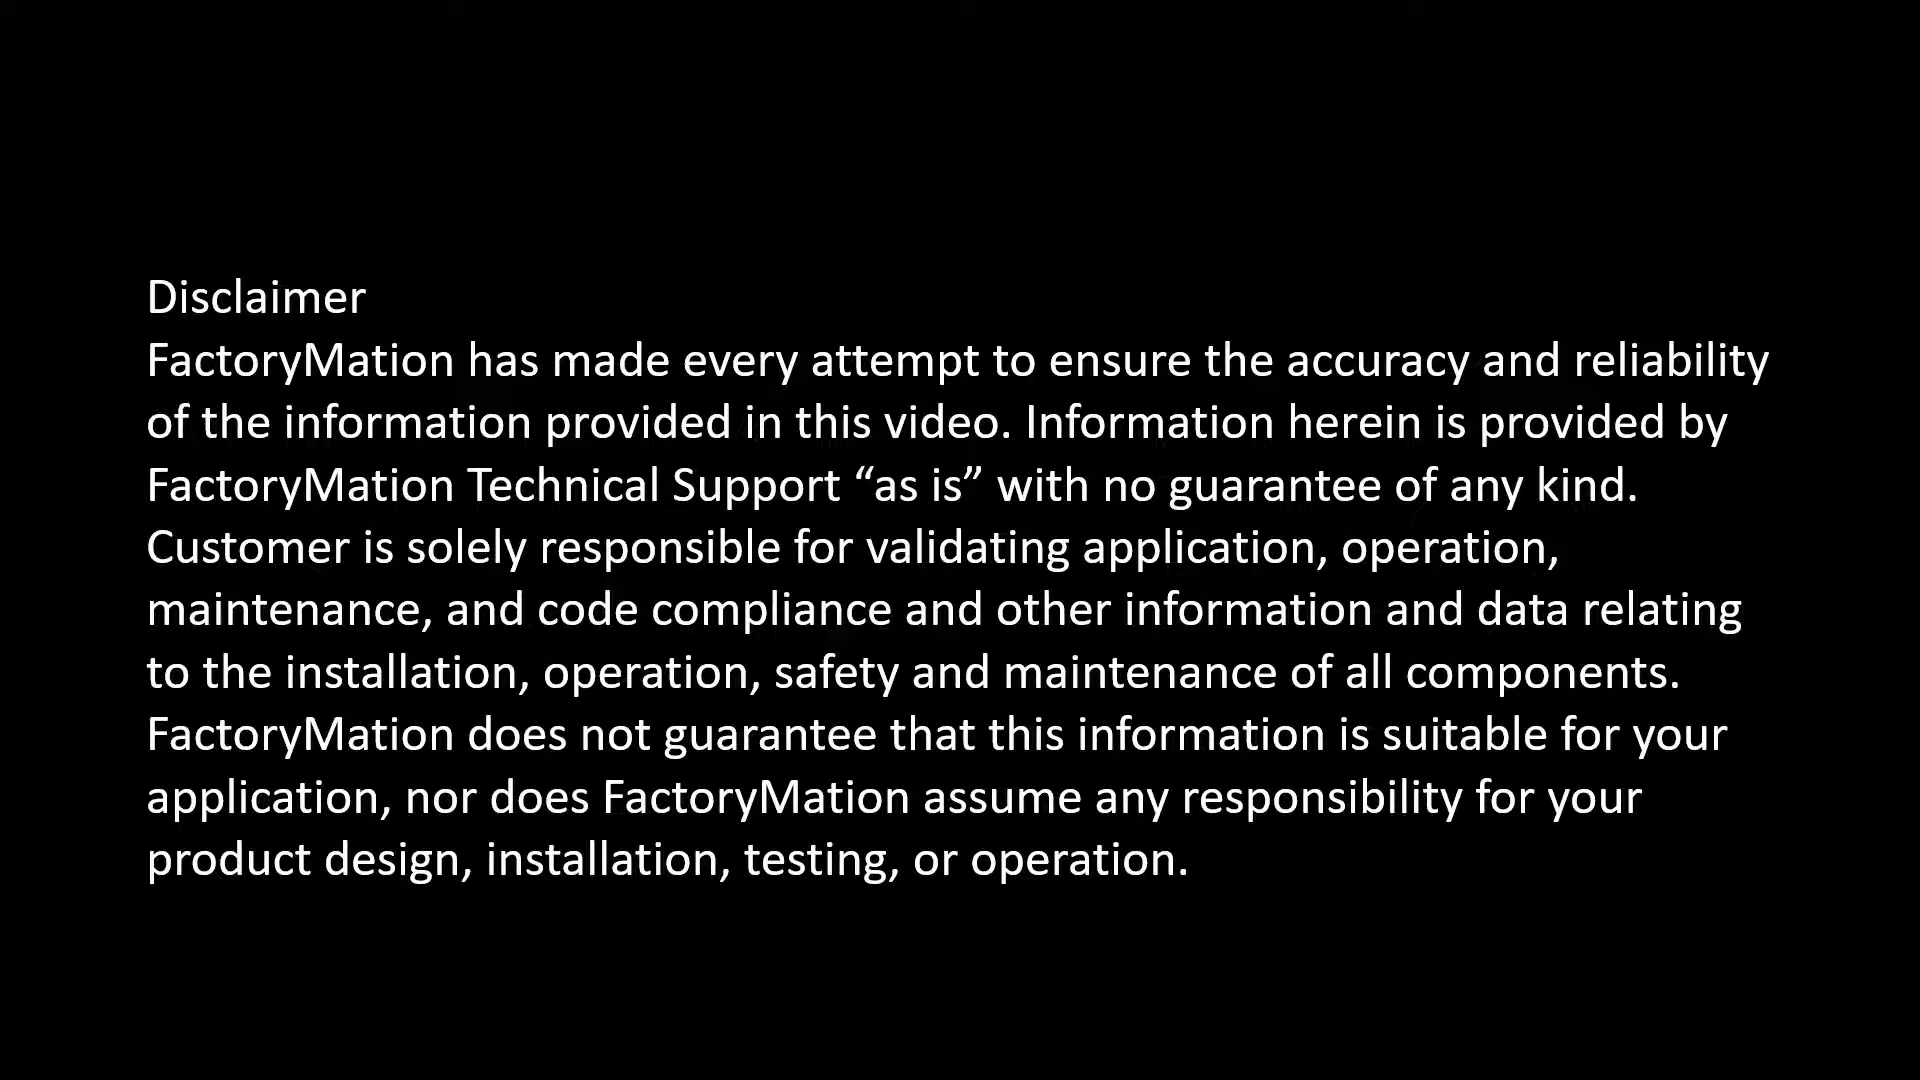 Disclaimer
FactoryMation has made every attempt to ensure the accuracy and reliability
of the information provided in this video. Information herein is provided by
FactoryMation Technical Support “as is” with no guarantee of any kind.
Customer is solely responsible for validating application, operation,
maintenance, and code compliance and other information and data relating
to the installation, operation, safety and maintenance of all components.
FactoryMation does not guarantee that this information is suitable for your
application, nor does FactoryMation assume any responsibility for your
product design, installation, testing, or operation.